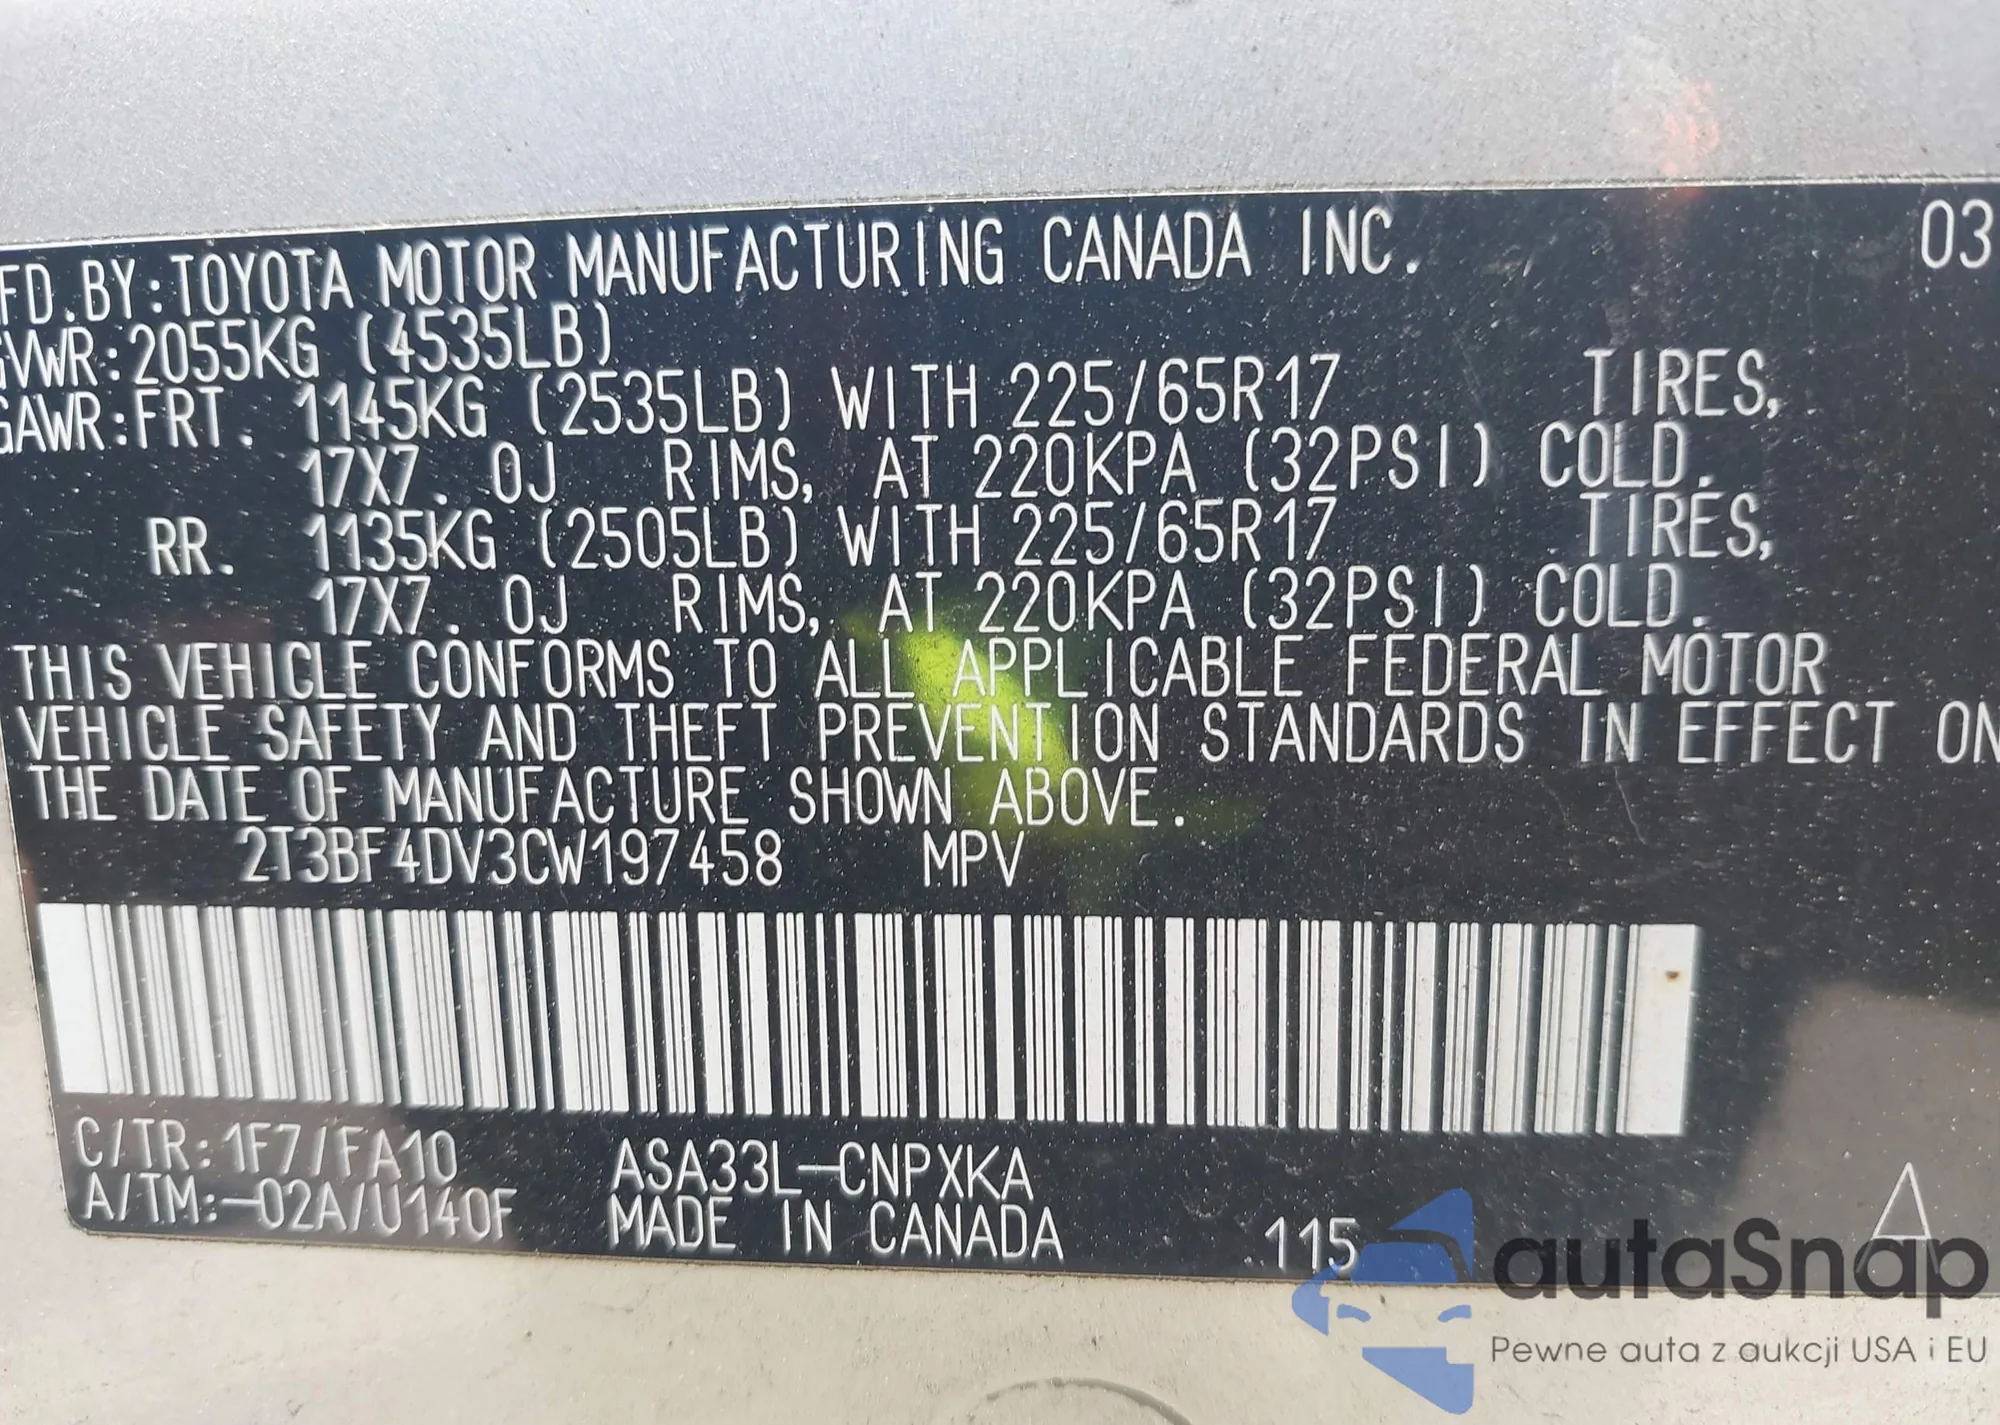 FD. BY:TOYOTA MOTOR MANUFACTURING CANADA INC. 03
GVWR:2055KG (4535LB)
GAWR:FRT. 1145KG (2535LB) WITH 225/65R17 TIRES,
17X7. 0J RIMS, AT 220KPA (32PSI) COLD.
RR. 1135KG (2505LB) WITH 225/65R17 TIRES,
17X7. 0J RIMS, AT 220KPA (32PSI) COLD.
THIS VEHICLE CONFORMS TO ALL APPLICABLE FEDERAL MOTOR
VEHICLE SAFETY AND THEFT PREVENTION STANDARDS IN EFFECT ON
THE DATE OF MANUFACTURE SHOWN ABOVE.
2T3BF4DV3CW197458 MPV
C/TR:1F7/FA10 ASA33L-CNPXKA
A/TM:-02A/U140F MADE IN CANADA 115 A
autaSnap
Pewne auta z aukcji USA i EU